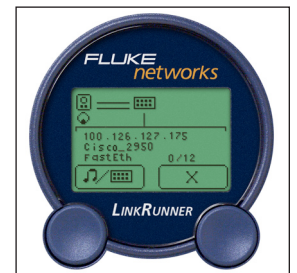 FLUKE
networks
100.126.127.175
Cisco_2950
FastEth 0/12
LINKRUNNER